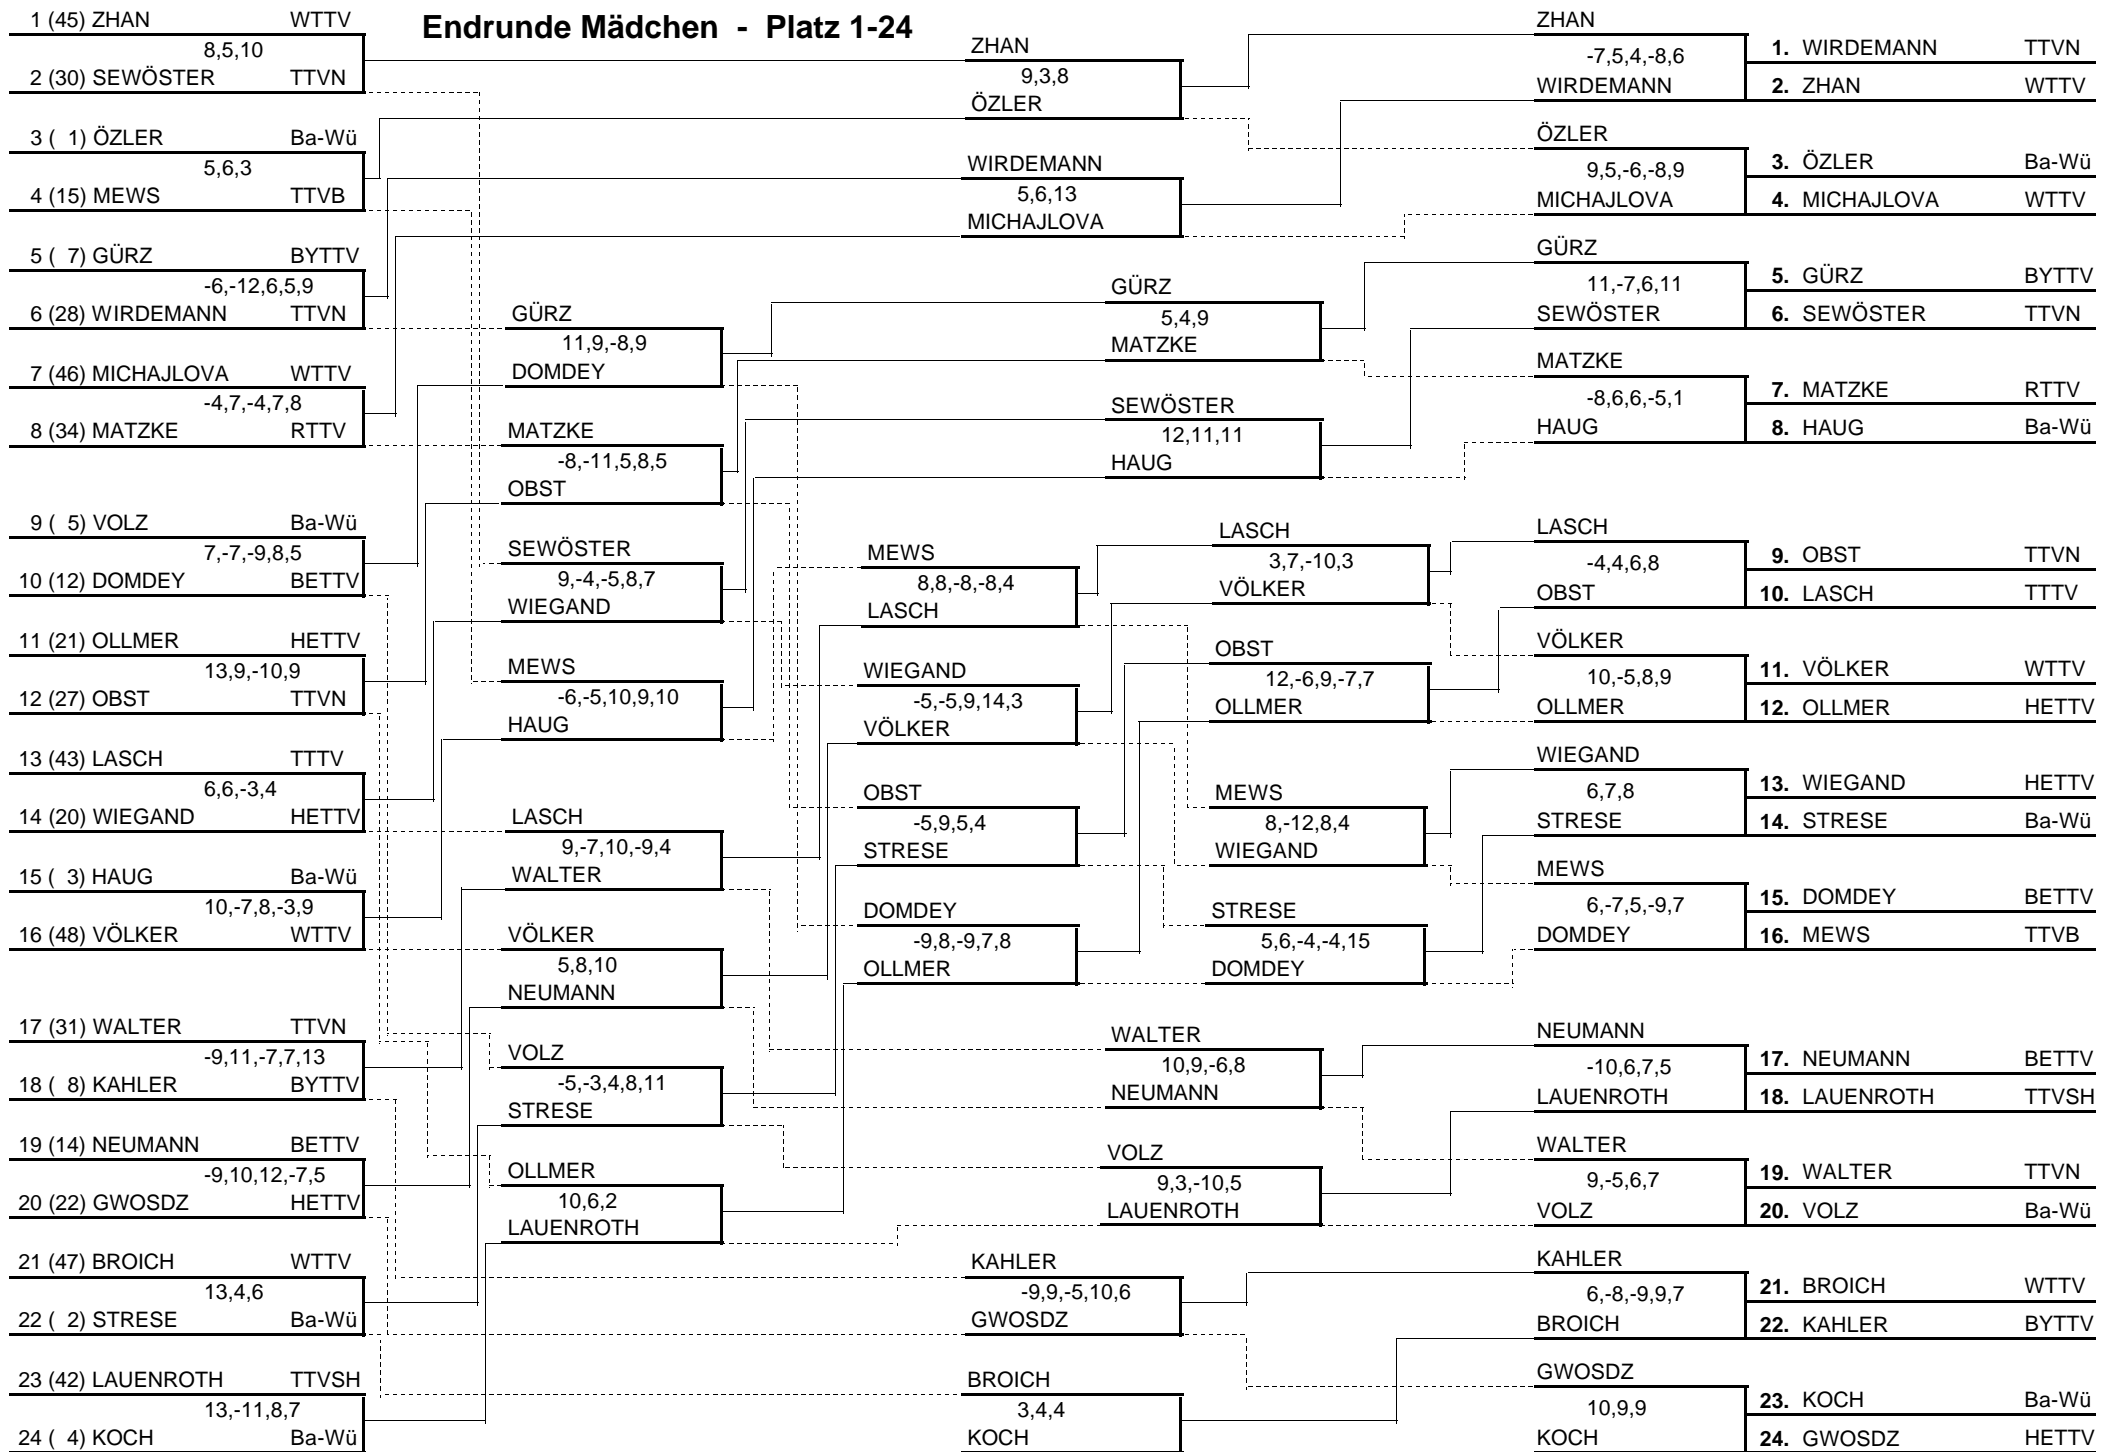 Endrunde Mädchen - Platz 1-24
1 (45) ZHAN WTTV
8,5,10
2 (30) SEWÖSTER TTVN
3 ( 1) ÖZLER Ba-Wü
5,6,3
4 (15) MEWS TTVB
5 ( 7) GÜRZ BYTTV
-6,-12,6,5,9
6 (28) WIRDEMANN TTVN
7 (46) MICHAJLOVA WTTV
-4,7,-4,7,8
8 (34) MATZKE RTTV
9 ( 5) VOLZ Ba-Wü
7,-7,-9,8,5
10 (12) DOMDEY BETTV
11 (21) OLLMER HETTV
13,9,-10,9
12 (27) OBST TTVN
13 (43) LASCH TTTV
6,6,-3,4
14 (20) WIEGAND HETTV
15 ( 3) HAUG Ba-Wü
10,-7,8,-3,9
16 (48) VÖLKER WTTV
17 (31) WALTER TTVN
-9,11,-7,7,13
18 ( 8) KAHLER BYTTV
19 (14) NEUMANN BETTV
-9,10,12,-7,5
20 (22) GWOSDZ HETTV
21 (47) BROICH WTTV
13,4,6
22 ( 2) STRESE Ba-Wü
23 (42) LAUENROTH TTVSH
13,-11,8,7
24 ( 4) KOCH Ba-Wü
GÜRZ
11,9,-8,9
DOMDEY
MATZKE
-8,-11,5,8,5
OBST
SEWÖSTER
9,-4,-5,8,7
WIEGAND
MEWS
-6,-5,10,9,10
HAUG
LASCH
9,-7,10,-9,4
WALTER
VÖLKER
5,8,10
NEUMANN
VOLZ
-5,-3,4,8,11
STRESE
OLLMER
10,6,2
LAUENROTH
ZHAN
9,3,8
ÖZLER
WIRDEMANN
5,6,13
MICHAJLOVA
MEWS
8,8,-8,-8,4
LASCH
WIEGAND
-5,-5,9,14,3
VÖLKER
OBST
-5,9,5,4
STRESE
DOMDEY
-9,8,-9,7,8
OLLMER
KAHLER
-9,9,-5,10,6
GWOSDZ
BROICH
3,4,4
KOCH
GÜRZ
5,4,9
MATZKE
SEWÖSTER
12,11,11
HAUG
LASCH
3,7,-10,3
VÖLKER
OBST
12,-6,9,-7,7
OLLMER
MEWS
8,-12,8,4
WIEGAND
STRESE
5,6,-4,-4,15
DOMDEY
WALTER
10,9,-6,8
NEUMANN
VOLZ
9,3,-10,5
LAUENROTH
ZHAN
-7,5,4,-8,6
WIRDEMANN
ÖZLER
9,5,-6,-8,9
MICHAJLOVA
GÜRZ
11,-7,6,11
SEWÖSTER
MATZKE
-8,6,6,-5,1
HAUG
LASCH
-4,4,6,8
OBST
VÖLKER
10,-5,8,9
OLLMER
WIEGAND
6,7,8
STRESE
MEWS
6,-7,5,-9,7
DOMDEY
NEUMANN
-10,6,7,5
LAUENROTH
WALTER
9,-5,6,7
VOLZ
KAHLER
6,-8,-9,9,7
BROICH
GWOSDZ
10,9,9
KOCH
1. WIRDEMANN TTVN
2. ZHAN WTTV
3. ÖZLER Ba-Wü
4. MICHAJLOVA WTTV
5. GÜRZ BYTTV
6. SEWÖSTER TTVN
7. MATZKE RTTV
8. HAUG Ba-Wü
9. OBST TTVN
10. LASCH TTTV
11. VÖLKER WTTV
12. OLLMER HETTV
13. WIEGAND HETTV
14. STRESE Ba-Wü
15. DOMDEY BETTV
16. MEWS TTVB
17. NEUMANN BETTV
18. LAUENROTH TTVSH
19. WALTER TTVN
20. VOLZ Ba-Wü
21. BROICH WTTV
22. KAHLER BYTTV
23. KOCH Ba-Wü
24. GWOSDZ HETTV